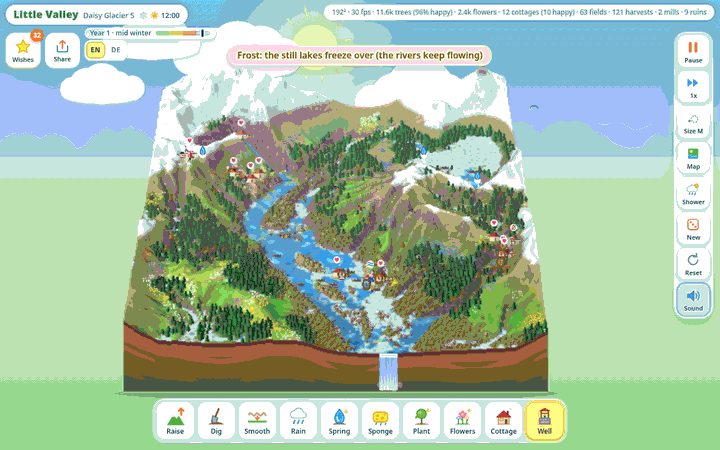 Little Valley Daisy Glacier 5 12:00
192² · 30 fps · 11.6k trees (96% happy) · 2.4k flowers · 12 cottages (10 happy) · 63 fields · 121 harvests · 2 mills · 9 ruins
32
Wishes
Share
Year 1 · mid winter
EN DE
Frost: the still lakes freeze over (the rivers keep flowing)
Pause
1x
Size M
Map
Shower
New
Reset
Sound
Raise Dig Smooth Rain Spring Sponge Plant Flowers Cottage Well